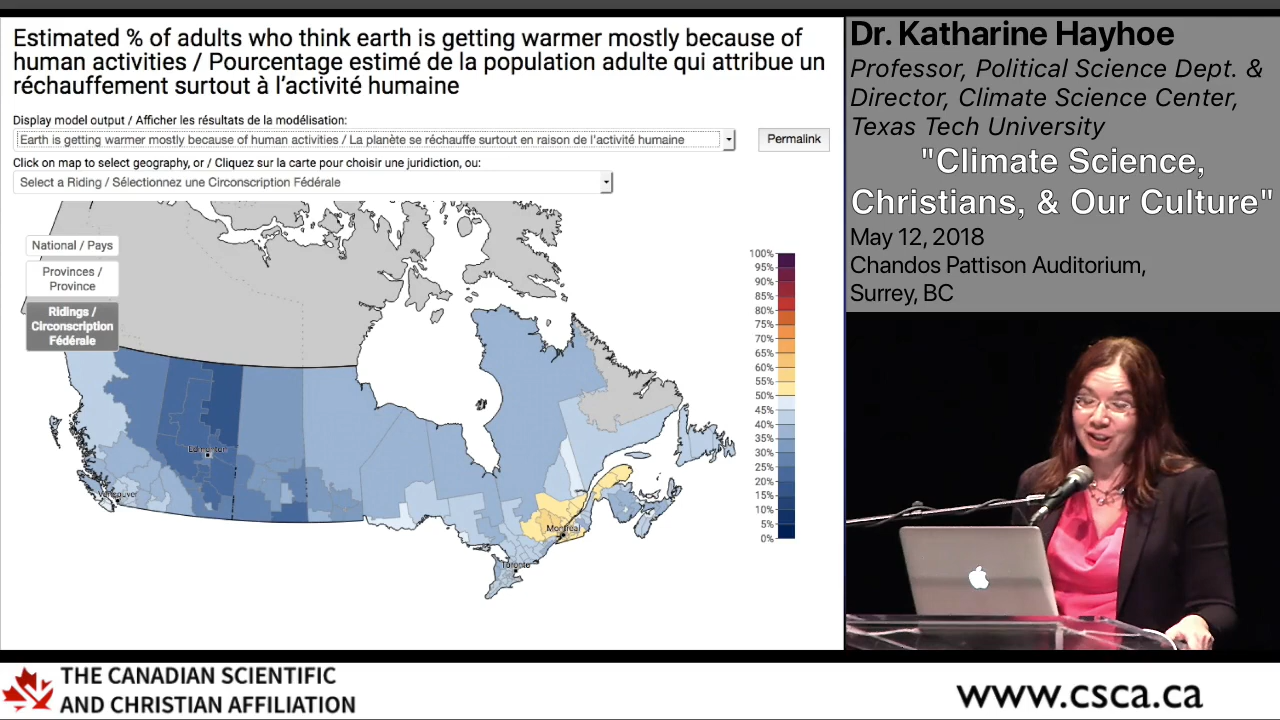 Estimated % of adults who think earth is getting warmer mostly because of
human activities / Pourcentage estimé de la population adulte qui attribue un
réchauffement surtout à l'activité humaine
Display model output / Afficher les résultats de la modélisation:
Earth is getting warmer mostly because of human activities / La planète se réchauffe surtout en raison de l'activité humaine
Permalink
Click on map to select geography, or / Cliquez sur la carte pour choisir une juridiction, ou:
Select a Riding / Sélectionnez une Circonscription Fédérale
National / Pays
Provinces /
Province
Ridings /
Circonscription
Fédérale
Edmonton
Vancouver
Montréal
Toronto
100%
95%
90%
85%
80%
75%
70%
65%
60%
55%
50%
45%
40%
35%
30%
25%
20%
15%
10%
5%
0%
Dr. Katharine Hayhoe
Professor, Political Science Dept. &
Director, Climate Science Center,
Texas Tech University
"Climate Science,
Christians, & Our Culture"
May 12, 2018
Chandos Pattison Auditorium,
Surrey, BC
THE CANADIAN SCIENTIFIC
AND CHRISTIAN AFFILIATION
www.csca.ca